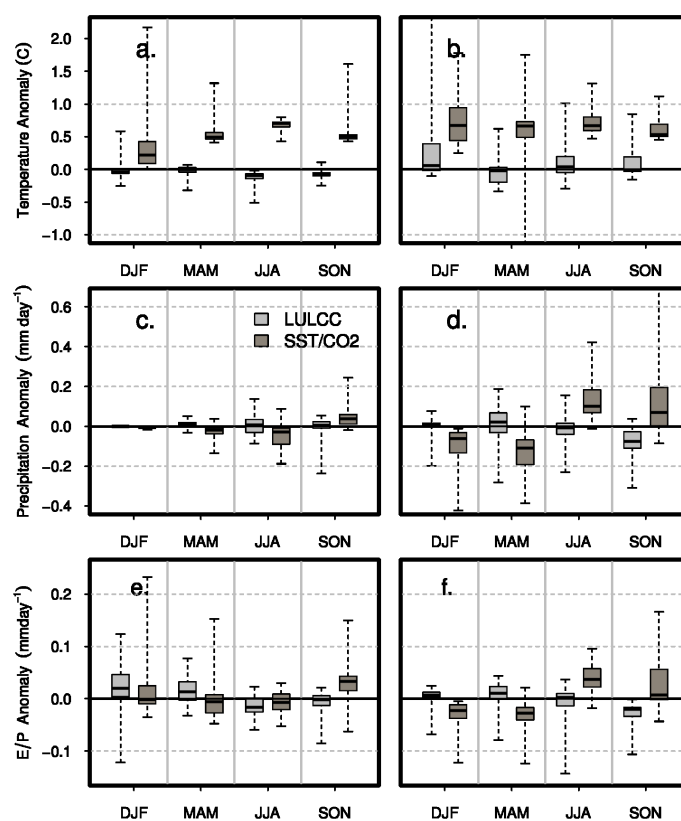 Temperature Anomaly (C)
2.0
1.5
1.0
0.5
0.0
−0.5
−1.0
a.
b.
DJF MAM JJA SON DJF MAM JJA SON
Precipitation Anomaly (mm day⁻¹)
0.6
0.4
0.2
0.0
−0.2
−0.4
c.
LULCC
SST/CO2
d.
DJF MAM JJA SON DJF MAM JJA SON
E/P Anomaly (mmday⁻¹)
0.2
0.1
0.0
−0.1
e.
f.
DJF MAM JJA SON DJF MAM JJA SON